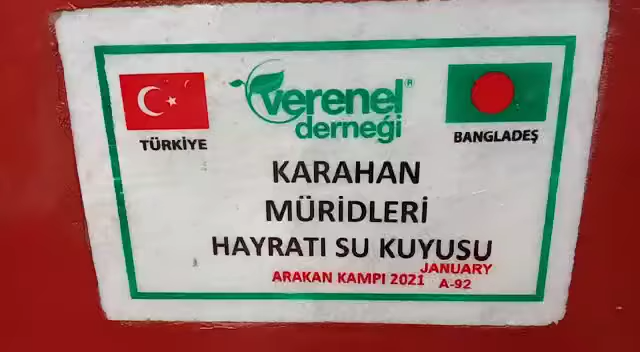 verenel®
derneği
TÜRKİYE
BANGLADEŞ
KARAHAN
MÜRİDLERİ
HAYRATI SU KUYUSU
ARAKAN KAMPI 2021 JANUARY
A-92